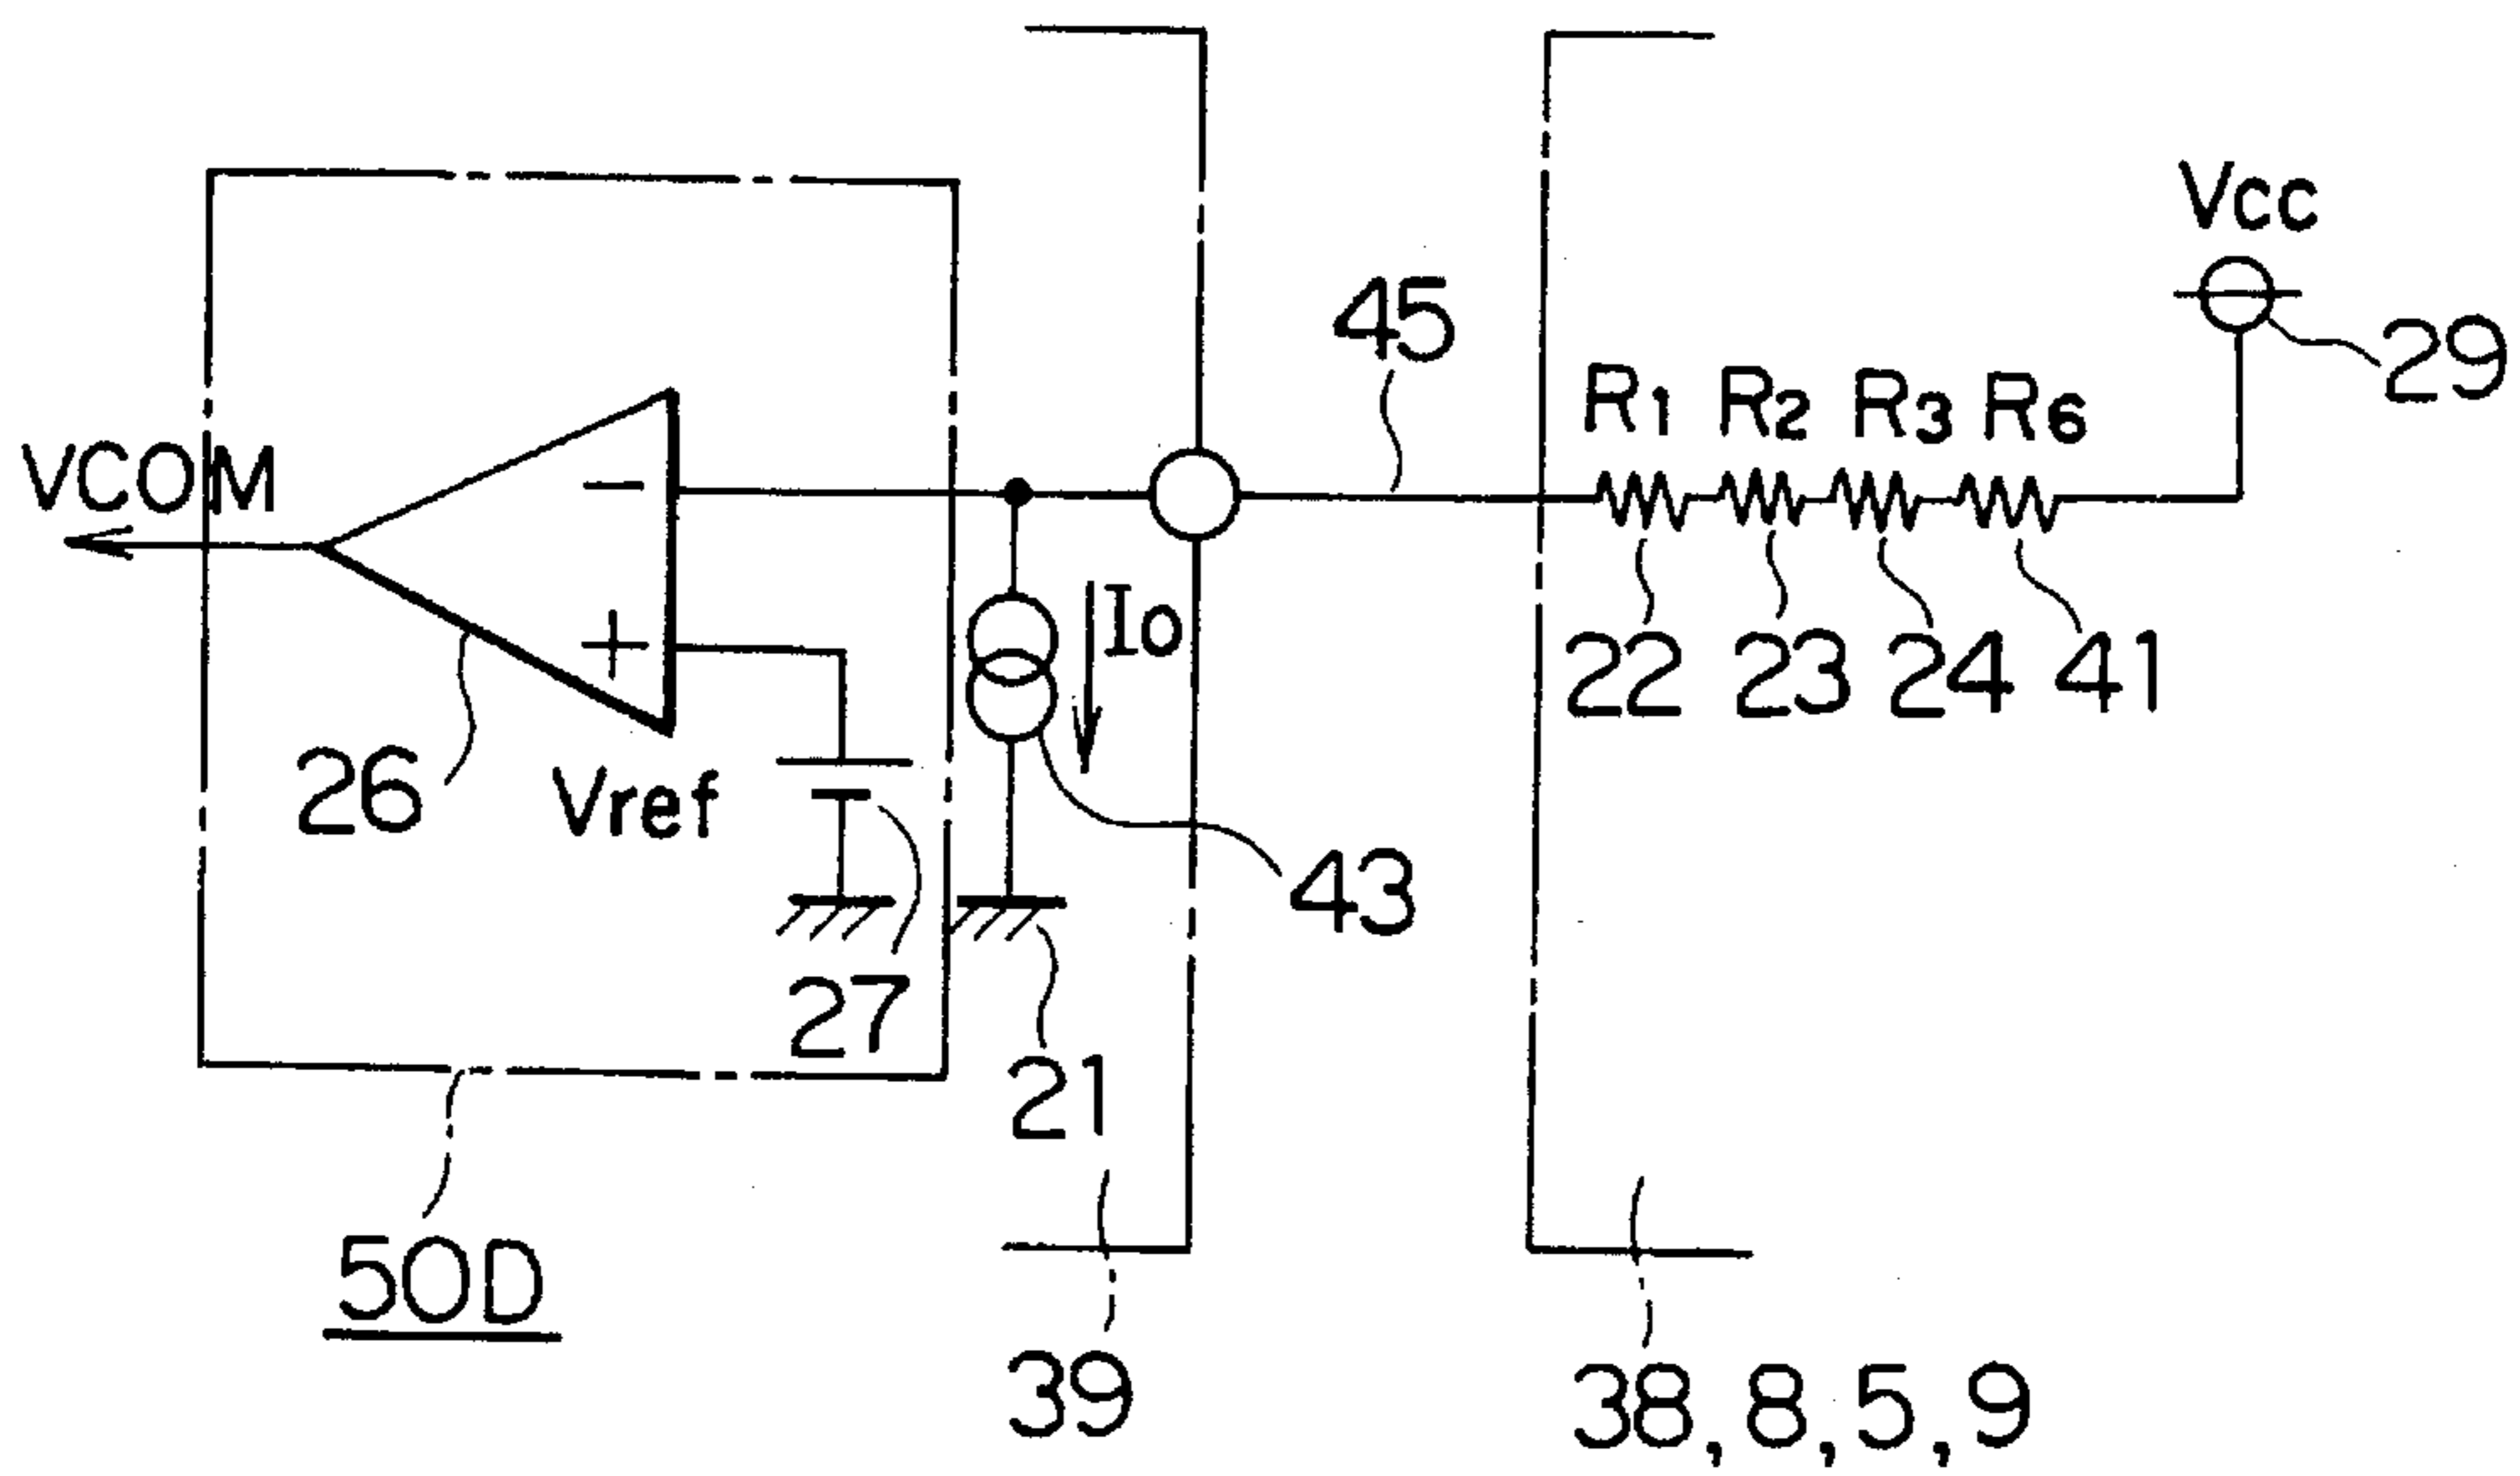 Vcc
45
29
R1 R2 R3 R6
VCOM
−
+
Io
22 23 24 41
26
Vref
43
27
21
50D
39
38,8,5,9